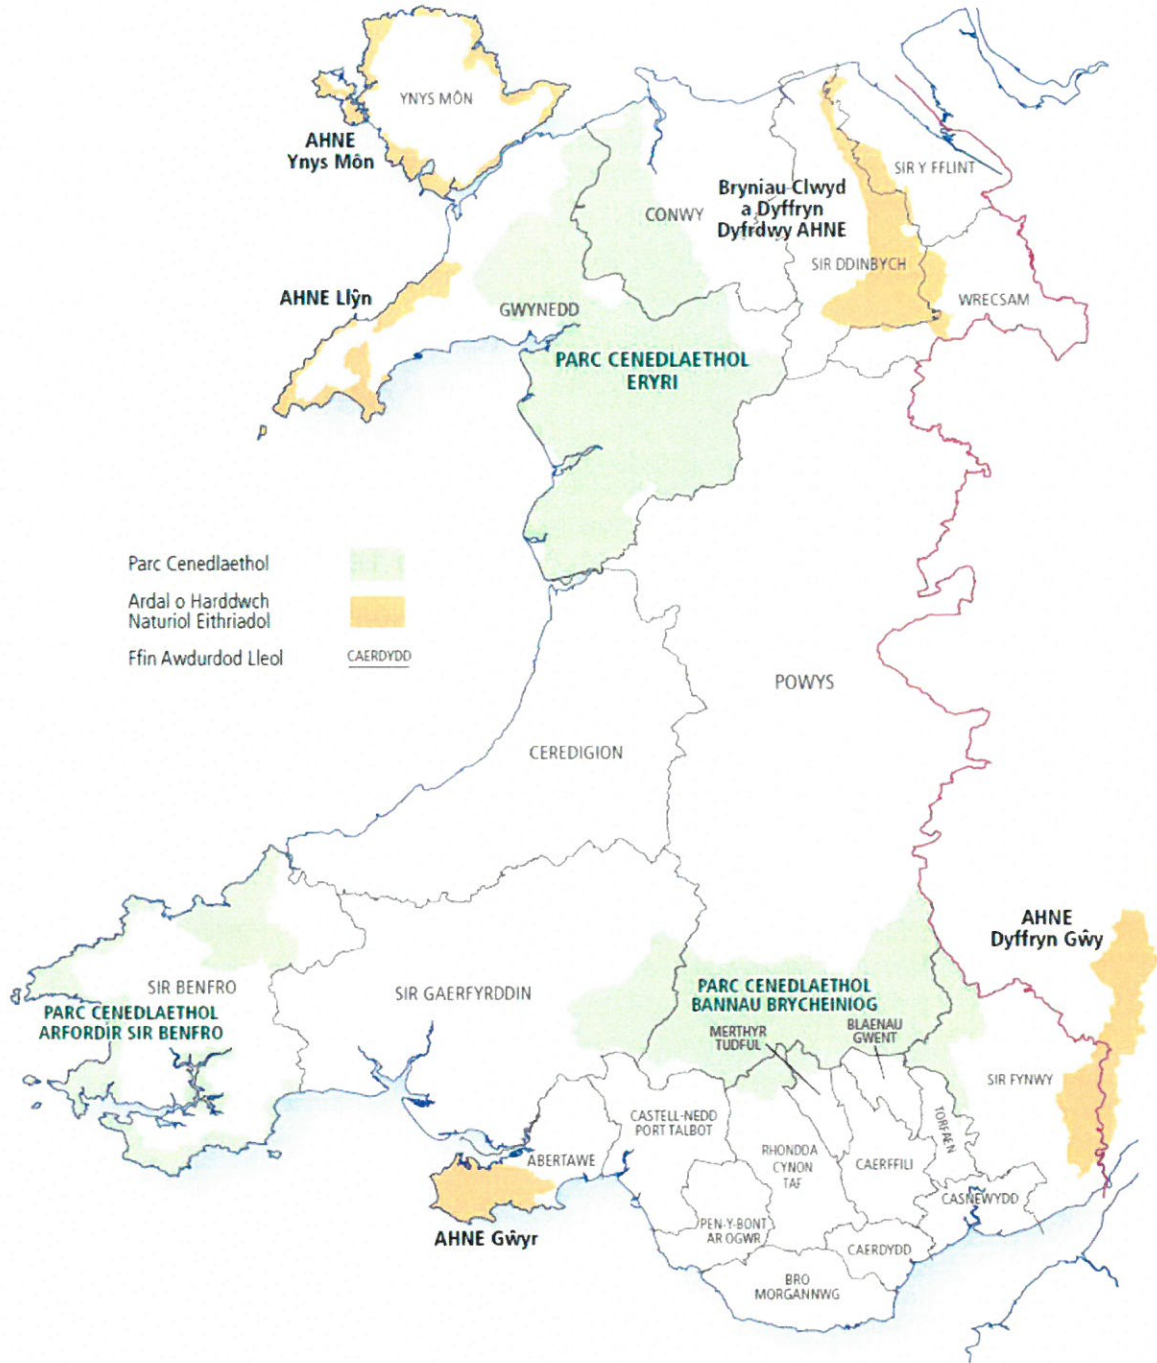 YNYS MÔN
AHNE
Ynys Môn
SIR Y FFLINT
Bryniau Clwyd
a Dyffryn
Dyfrdwy AHNE
CONWY
SIR DDINBYCH
AHNE Llŷn
GWYNEDD
WRECSAM
PARC CENEDLAETHOL
ERYRI
Parc Cenedlaethol
Ardal o Harddwch
Naturiol Eithriadol
Ffin Awdurdod Lleol
CAERDYDD
POWYS
CEREDIGION
AHNE
Dyffryn Gŵy
SIR BENFRO
PARC CENEDLAETHOL
ARFORDIR SIR BENFRO
SIR GAERFYRDDIN
PARC CENEDLAETHOL
BANNAU BRYCHEINIOG
MERTHYR
TUDFUL
BLAENAU
GWENT
SIR FYNWY
CASTELL-NEDD
PORT TALBOT
TORFAEN
RHONDDA
CYNON
TAF
CAERFFILI
ABERTAWE
CASNEWYDD
AHNE Gŵyr
PEN-Y-BONT
AR OGWR
CAERDYDD
BRO
MORGANNWG